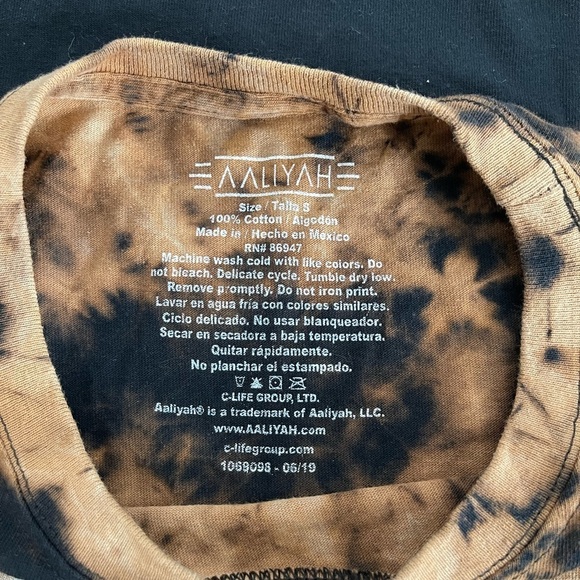 AALIYAH
Size / Talla S
100% Cotton / Algodón
Made in / Hecho en México
RN# 86947
Machine wash cold with like colors. Do
not bleach. Delicate cycle. Tumble dry low.
Remove promptly. Do not iron print.
Lavar en agua fría con colores similares.
Ciclo delicado. No usar blanqueador.
Secar en secadora a baja temperatura.
Quitar rápidamente.
No planchar el estampado.
C-LIFE GROUP, LTD.
Aaliyah® is a trademark of Aaliyah, LLC.
www.AALIYAH.com
c-lifegroup.com
1069098 - 06/19